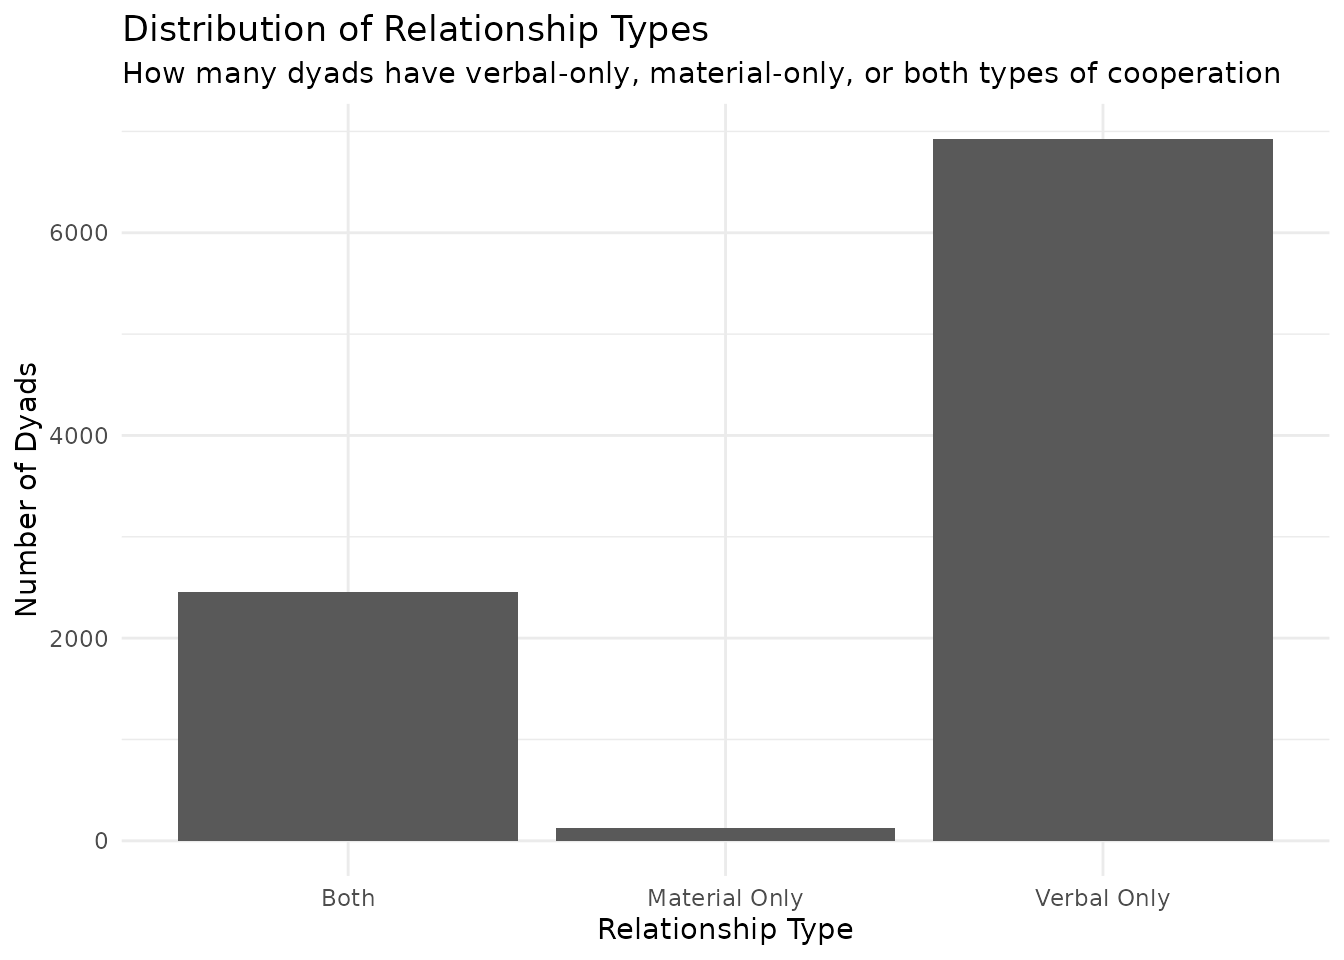 Distribution of Relationship Types
How many dyads have verbal-only, material-only, or both types of cooperation
Number of Dyads
6000
4000
2000
0
Both
Material Only
Verbal Only
Relationship Type